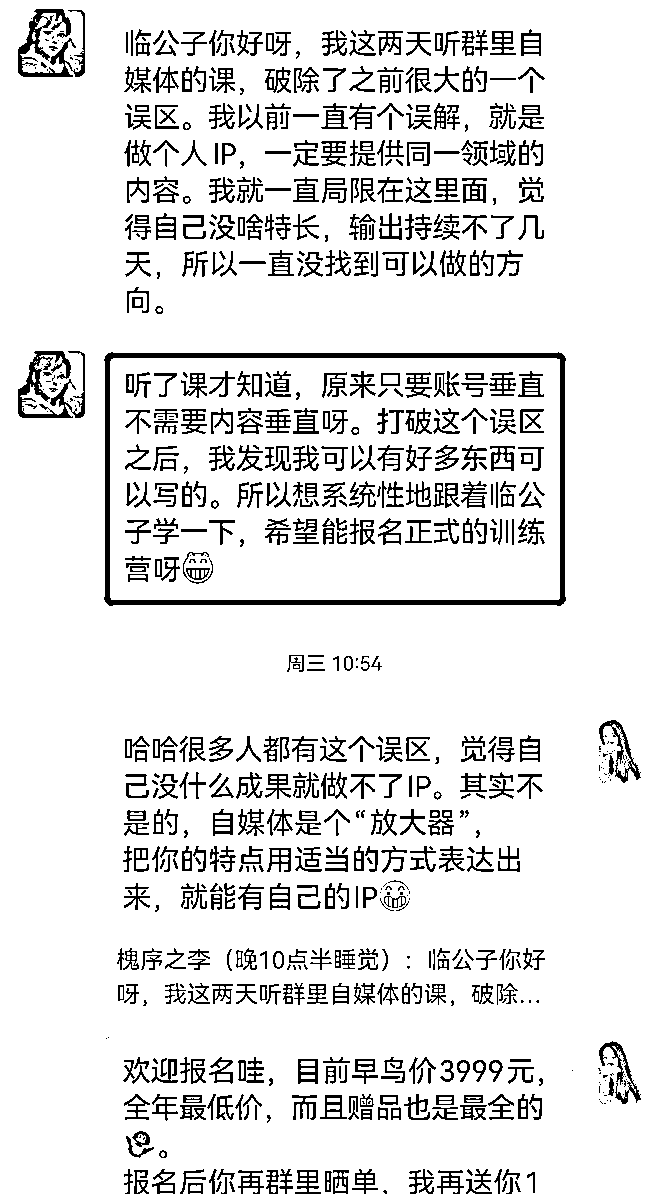 临公子你好呀，我这两天听群里自
媒体的课，破除了之前很大的一个
误区。我以前一直有个误解，就是
做个人IP，一定要提供同一领域的
内容。我就一直局限在这里面，觉
得自己没啥特长，输出持续不了几
天，所以一直没找到可以做的方
向。
听了课才知道，原来只要账号垂直
不需要内容垂直呀。打破这个误区
之后，我发现我可以有好多东西可
以写的。所以想系统性地跟着临公
子学一下，希望能报名正式的训练
营呀😁
周三 10:54
哈哈很多人都有这个误区，觉得自
己没什么成果就做不了IP。其实不
是的，自媒体是个“放大器”，
把你的特点用适当的方式表达出
来，就能有自己的IP😁
槐序之李（晚10点半睡觉）：临公子你好
呀，我这两天听群里自媒体的课，破除...
欢迎报名哇，目前早鸟价3999元，
全年最低价，而且赠品也是最全的
🌹。
报名后你再群里晒单，我再送你1